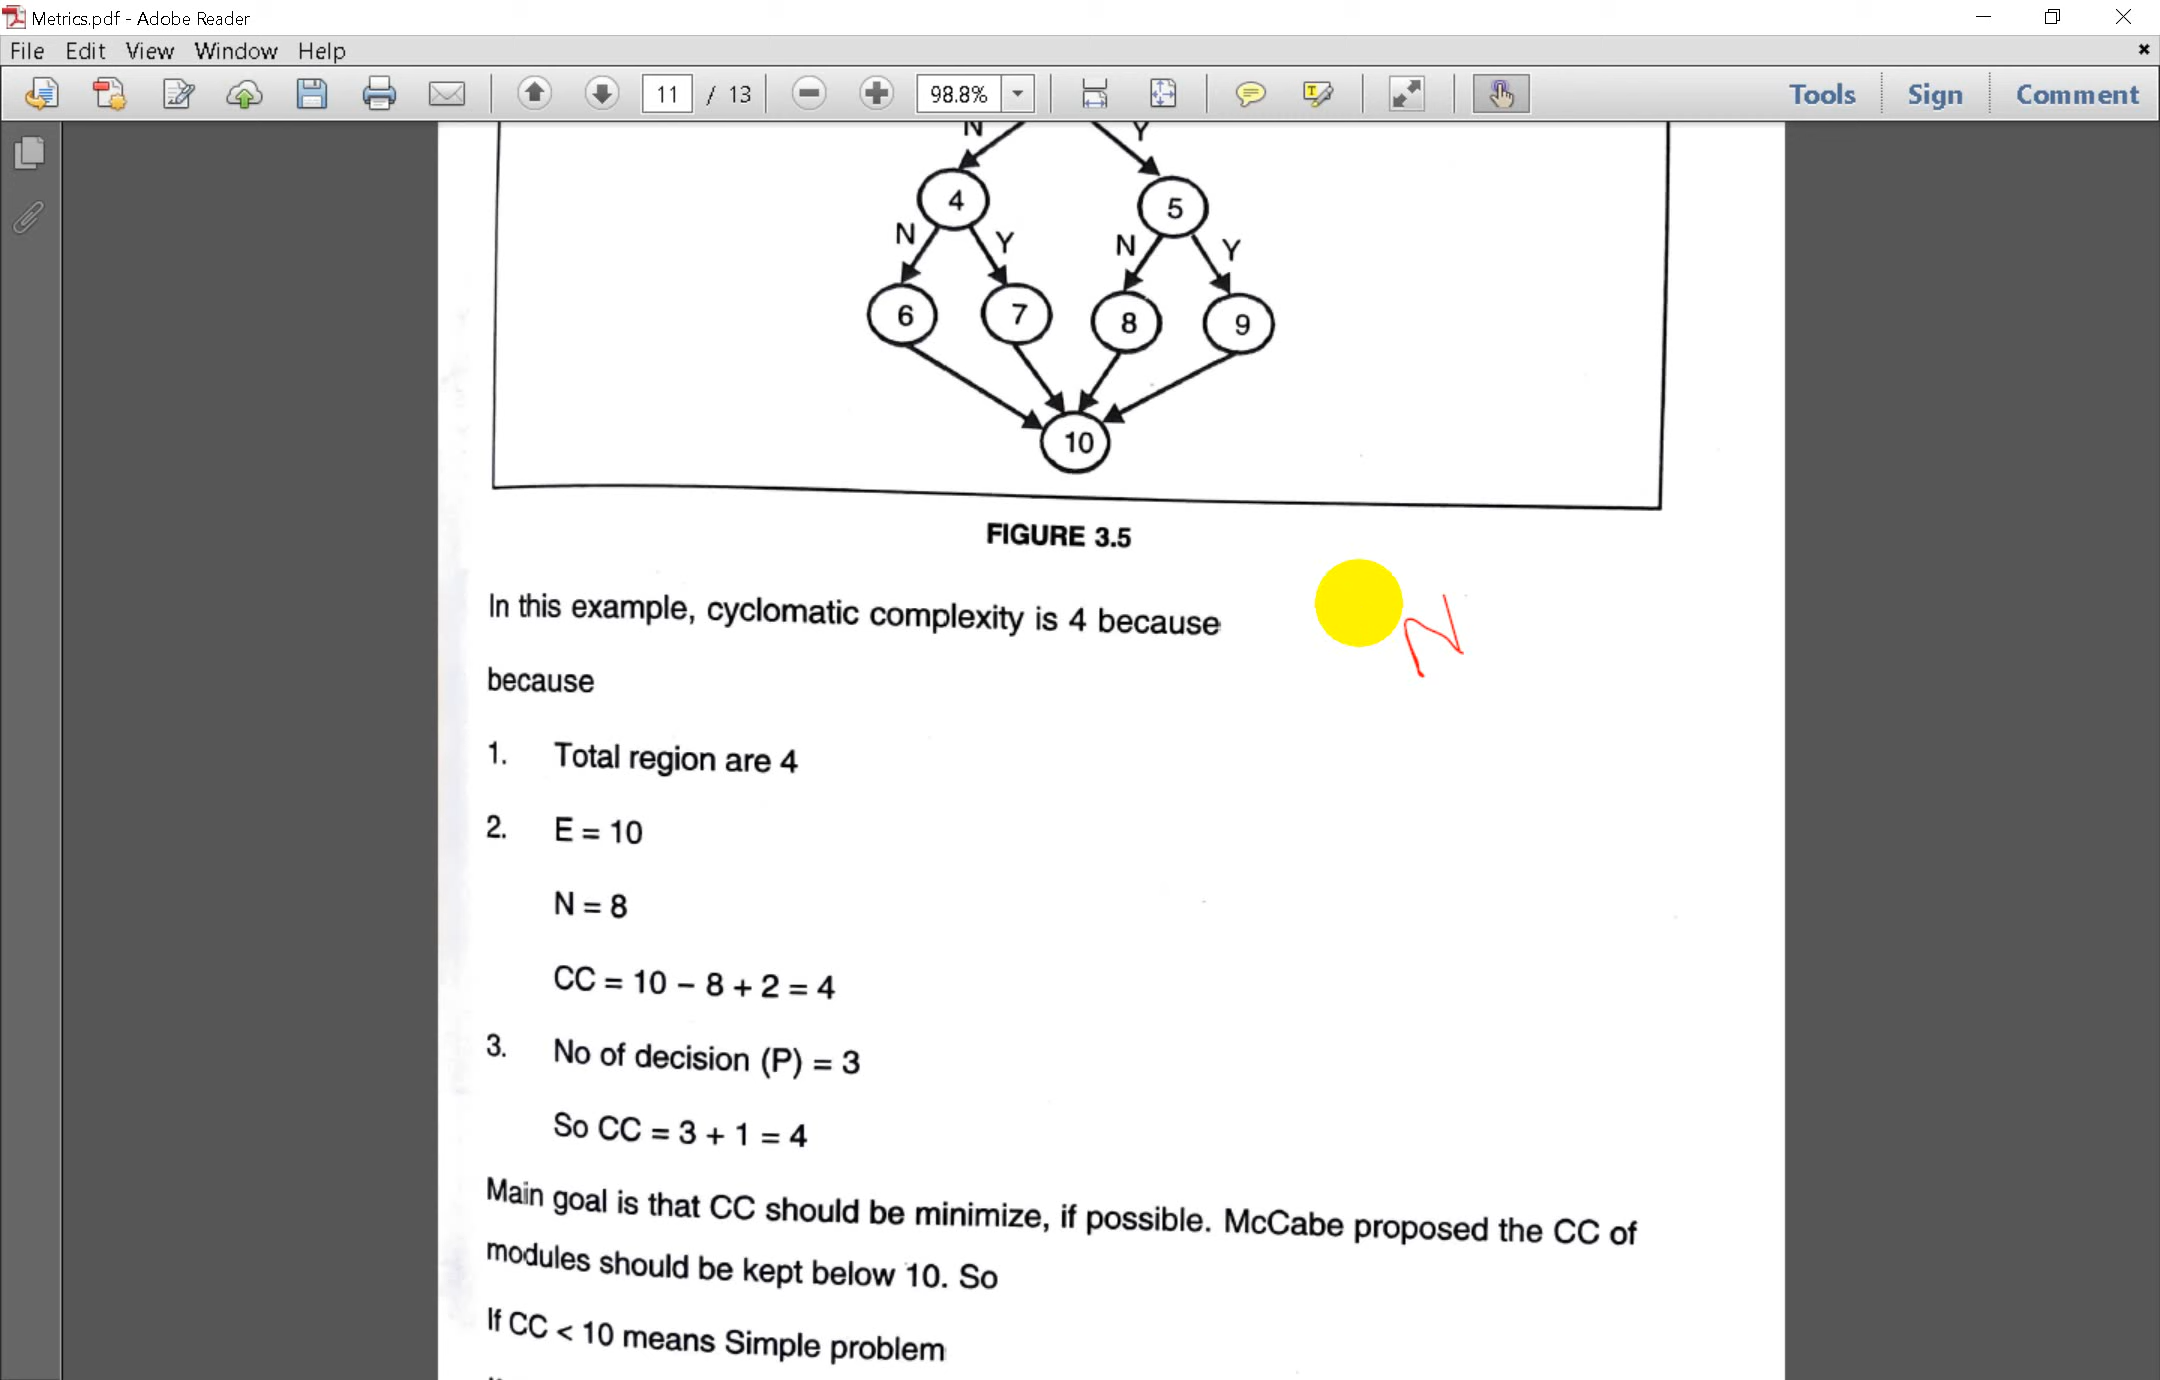 Metrics.pdf - Adobe Reader
File Edit View Window Help
11 / 13 98.8% Tools Sign Comment
N Y
4 5
N Y N Y
6 7 8 9
10
FIGURE 3.5
In this example, cyclomatic complexity is 4 because
N
because
1. Total region are 4
2. E = 10
N = 8
CC = 10 − 8 + 2 = 4
3. No of decision (P) = 3
So CC = 3 + 1 = 4
Main goal is that CC should be minimize, if possible. McCabe proposed the CC of
modules should be kept below 10. So
If CC < 10 means Simple problem